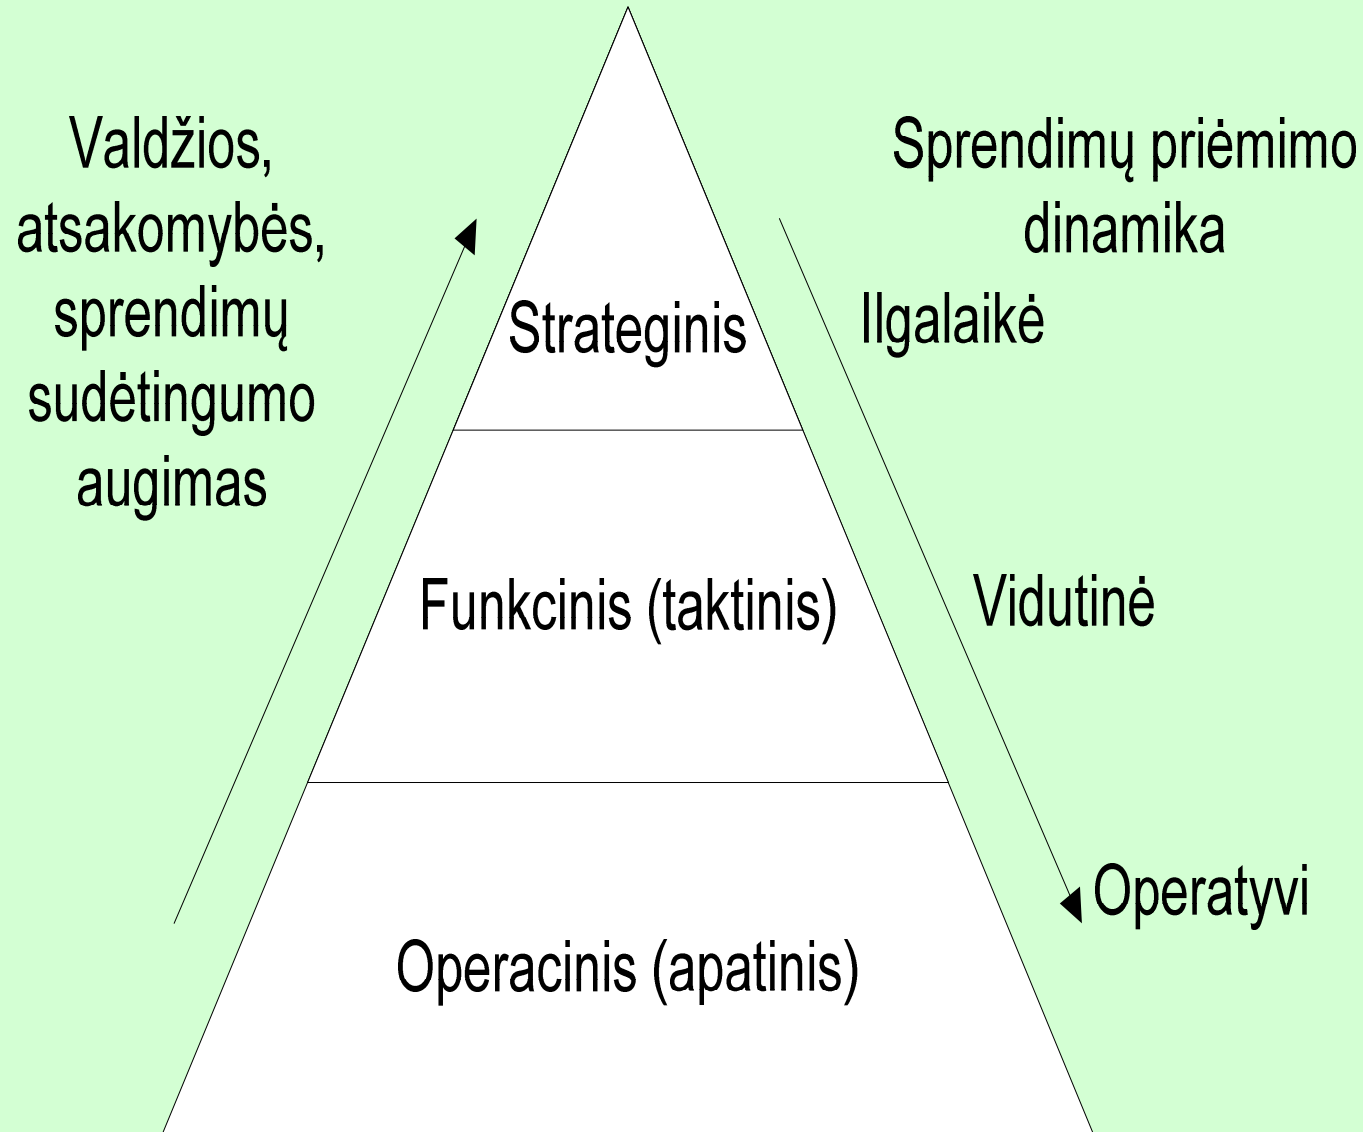 Valdžios,
atsakomybės,
sprendimų
sudėtingumo
augimas
Sprendimų priėmimo
dinamika
Ilgalaikė
Strateginis
Funkcinis (taktinis)
Vidutinė
Operatyvi
Operacinis (apatinis)